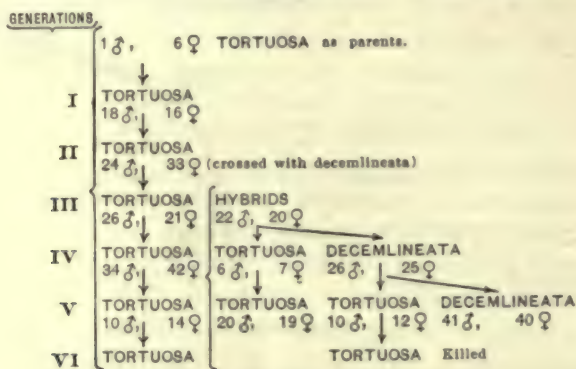 GENERATIONS,
1♂, 6♀ TORTUOSA as parents.
I TORTUOSA
18♂, 16♀
II TORTUOSA
24♂, 33♀ (crossed with decemlineata)
III TORTUOSA HYBRIDS
26♂, 21♀ 22♂, 20♀
IV TORTUOSA TORTUOSA DECEMLINEATA
34♂, 42♀ 6♂, 7♀ 26♂, 25♀
V TORTUOSA TORTUOSA TORTUOSA DECEMLINEATA
10♂, 14♀ 20♂, 19♀ 10♂, 12♀ 41♂, 40♀
VI TORTUOSA TORTUOSA Killed